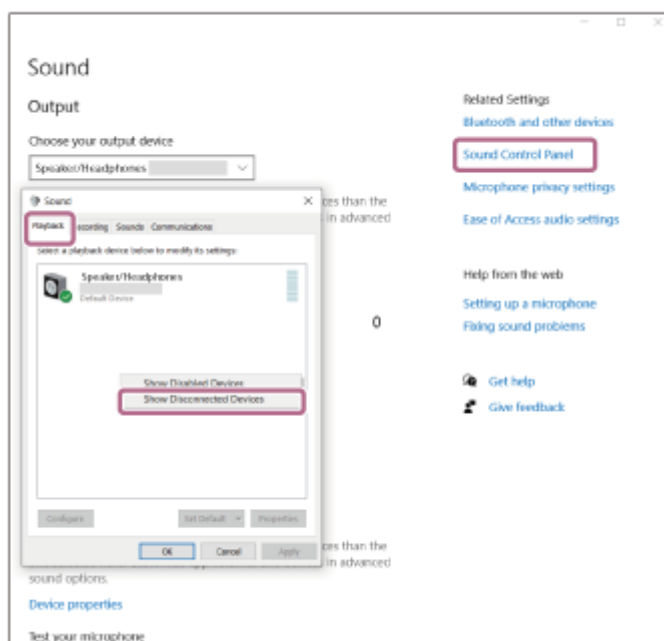 Sound
Output
Choose your output device
Speaker/Headphones
Sound
Playback
Recording
Sounds
Communications
Select a playback device below to modify its settings:
Speaker/Headphones
Default Device
Show Disabled Devices
Show Disconnected Devices
Configure
Set Default
Properties
OK
Cancel
Apply
ces than the
in advanced
0
ces than the
in advanced
sound options.
Device properties
Test your microphone
Related Settings
Bluetooth and other devices
Sound Control Panel
Microphone privacy settings
Ease of Access audio settings
Help from the web
Setting up a microphone
Fixing sound problems
Get help
Give feedback